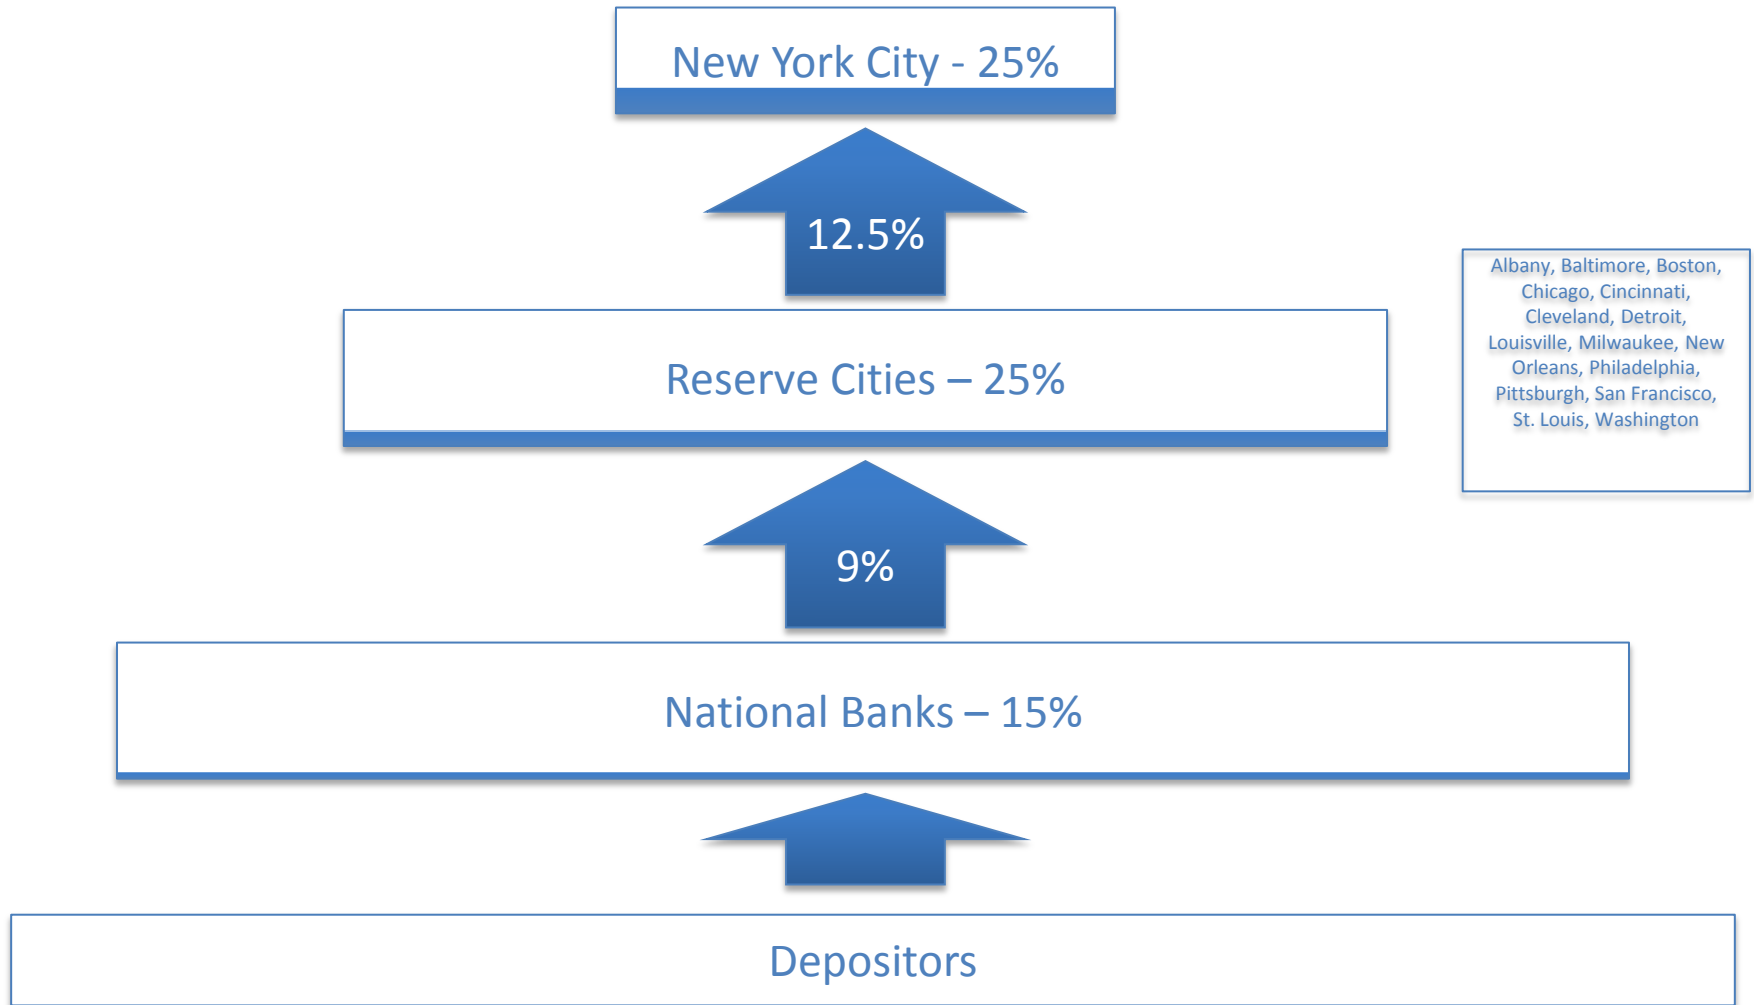 New York City - 25%
12.5%
Reserve Cities – 25%
Albany, Baltimore, Boston,
Chicago, Cincinnati,
Cleveland, Detroit,
Louisville, Milwaukee, New
Orleans, Philadelphia,
Pittsburgh, San Francisco,
St. Louis, Washington
9%
National Banks – 15%
Depositors